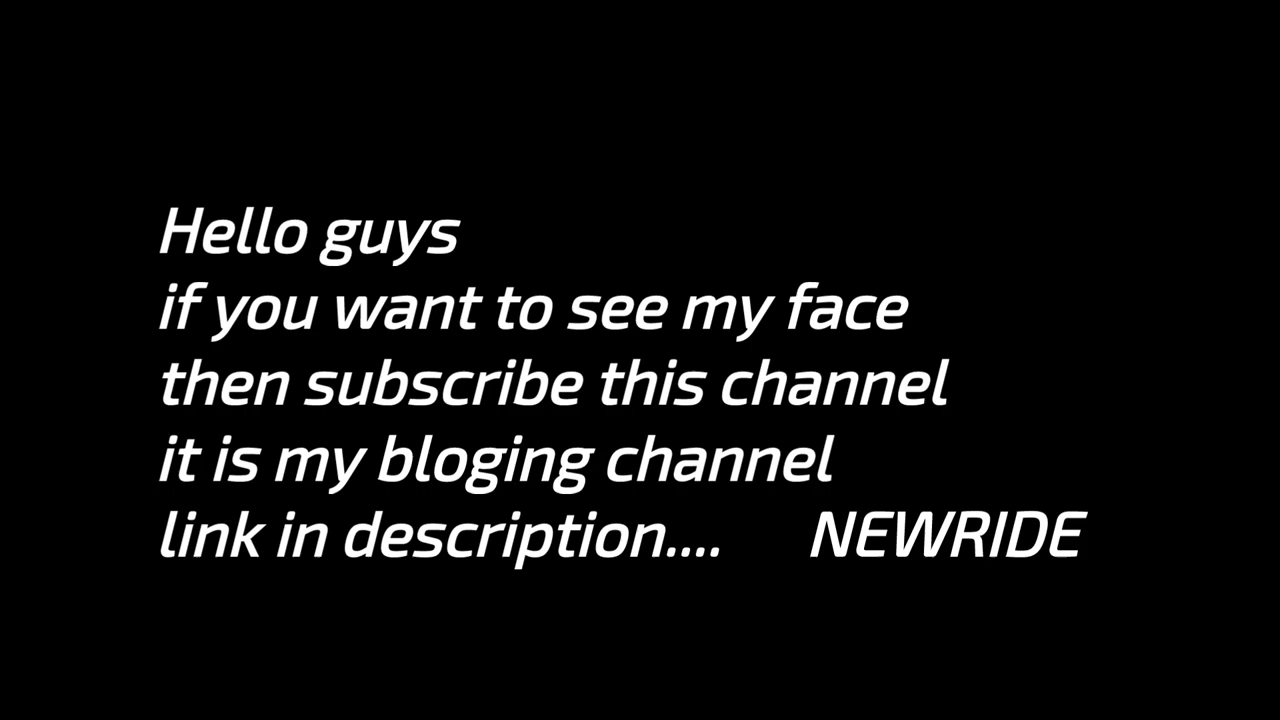 Hello guys
if you want to see my face
then subscribe this channel
it is my bloging channel
link in description.... NEWRIDE